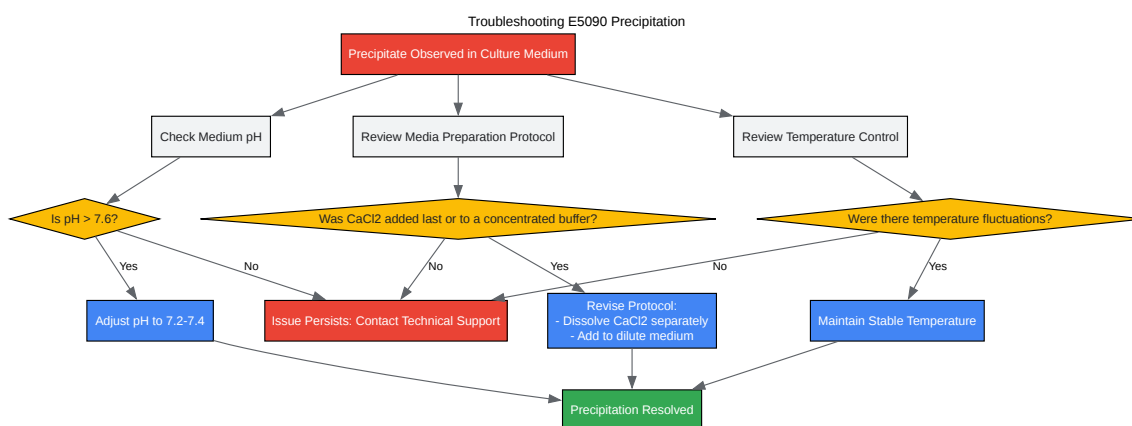 Troubleshooting E5090 Precipitation
Precipitate Observed in Culture Medium
Check Medium pH
Review Media Preparation Protocol
Review Temperature Control
Is pH > 7.6?
Was CaCl2 added last or to a concentrated buffer?
Were there temperature fluctuations?
Yes
No
No
Yes
No
Yes
Adjust pH to 7.2-7.4
Issue Persists: Contact Technical Support
Revise Protocol:
- Dissolve CaCl2 separately
- Add to dilute medium
Maintain Stable Temperature
Precipitation Resolved